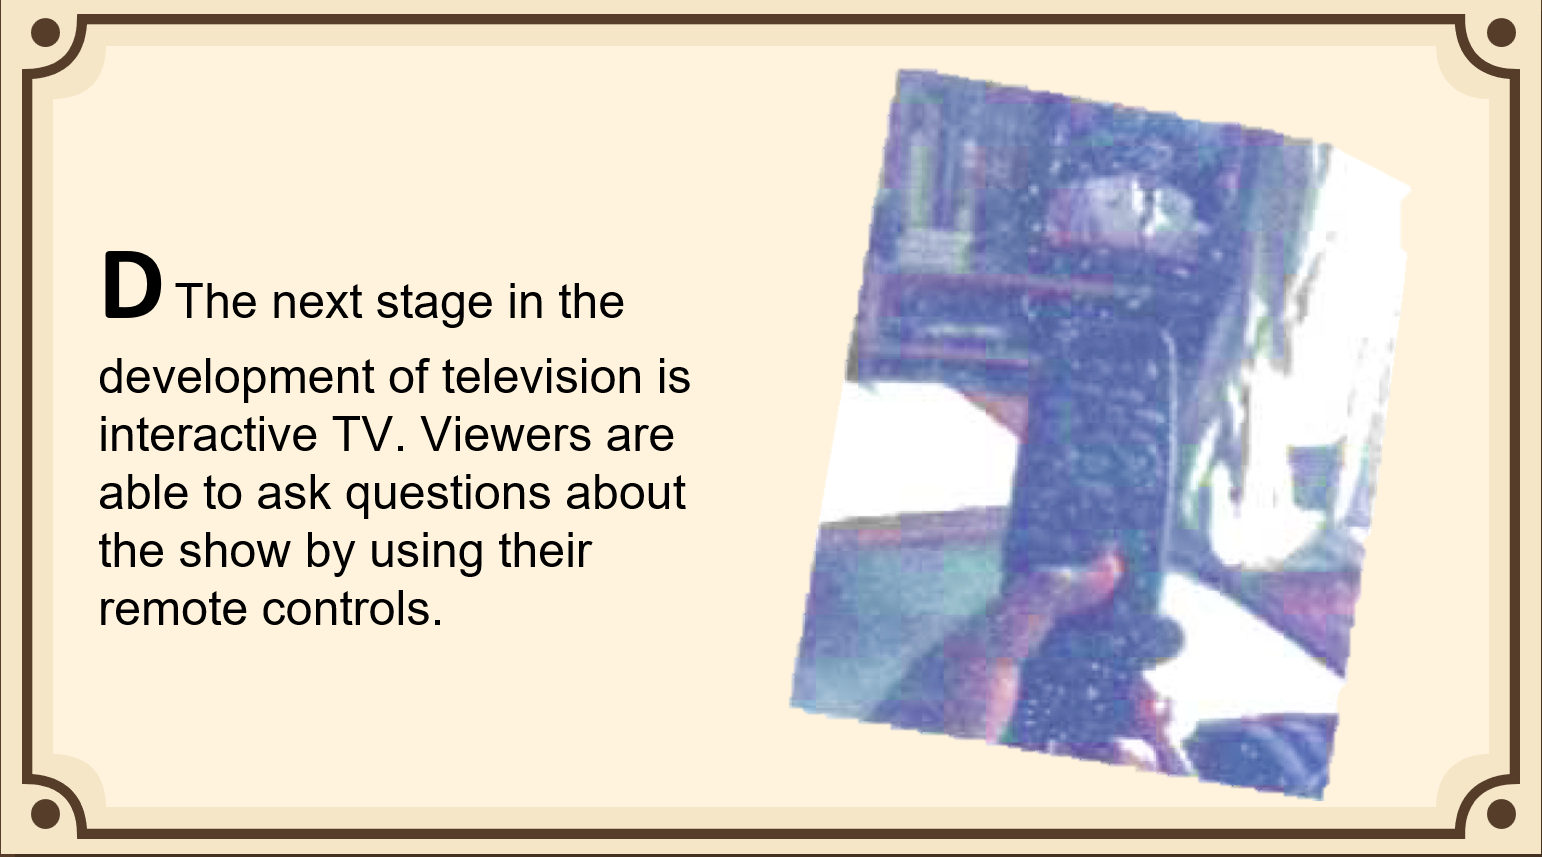 D The next stage in the
development of television is
interactive TV. Viewers are
able to ask questions about
the show by using their
remote controls.